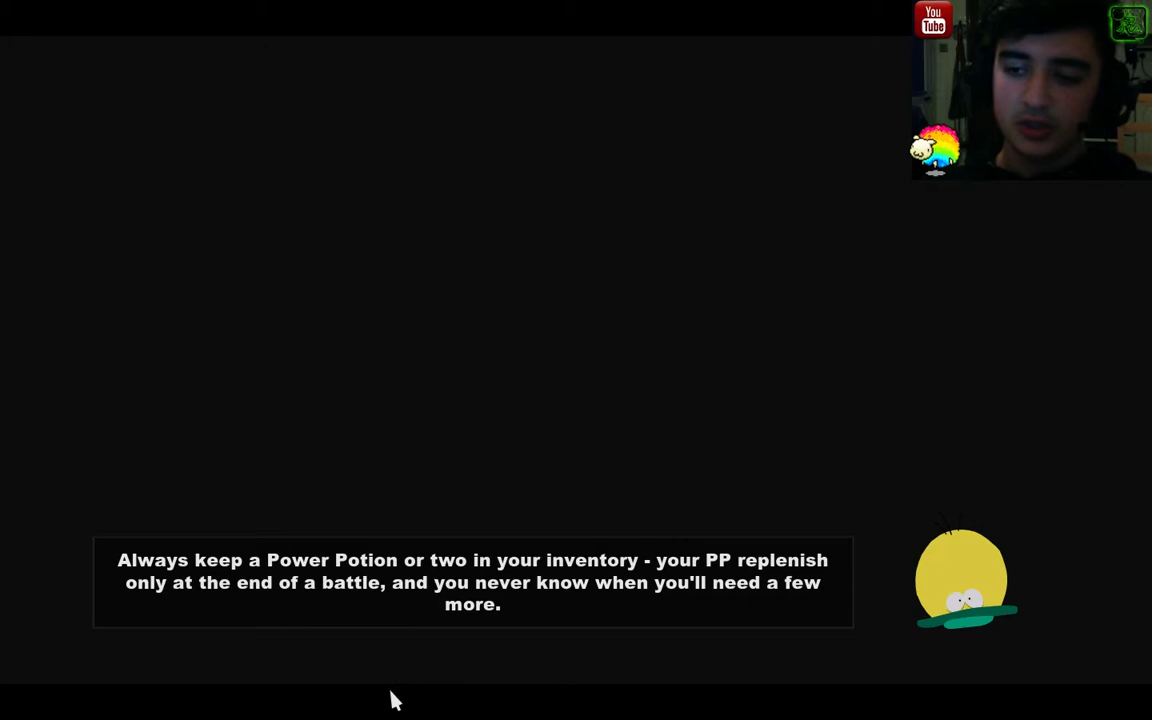 You
Tube
Always keep a Power Potion or two in your inventory - your PP replenish
only at the end of a battle, and you never know when you'll need a few
more.